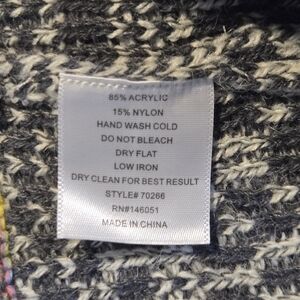 85% ACRYLIC
15% NYLON
HAND WASH COLD
DO NOT BLEACH
DRY FLAT
LOW IRON
DRY CLEAN FOR BEST RESULT
STYLE# 70266
RN#146051
MADE IN CHINA